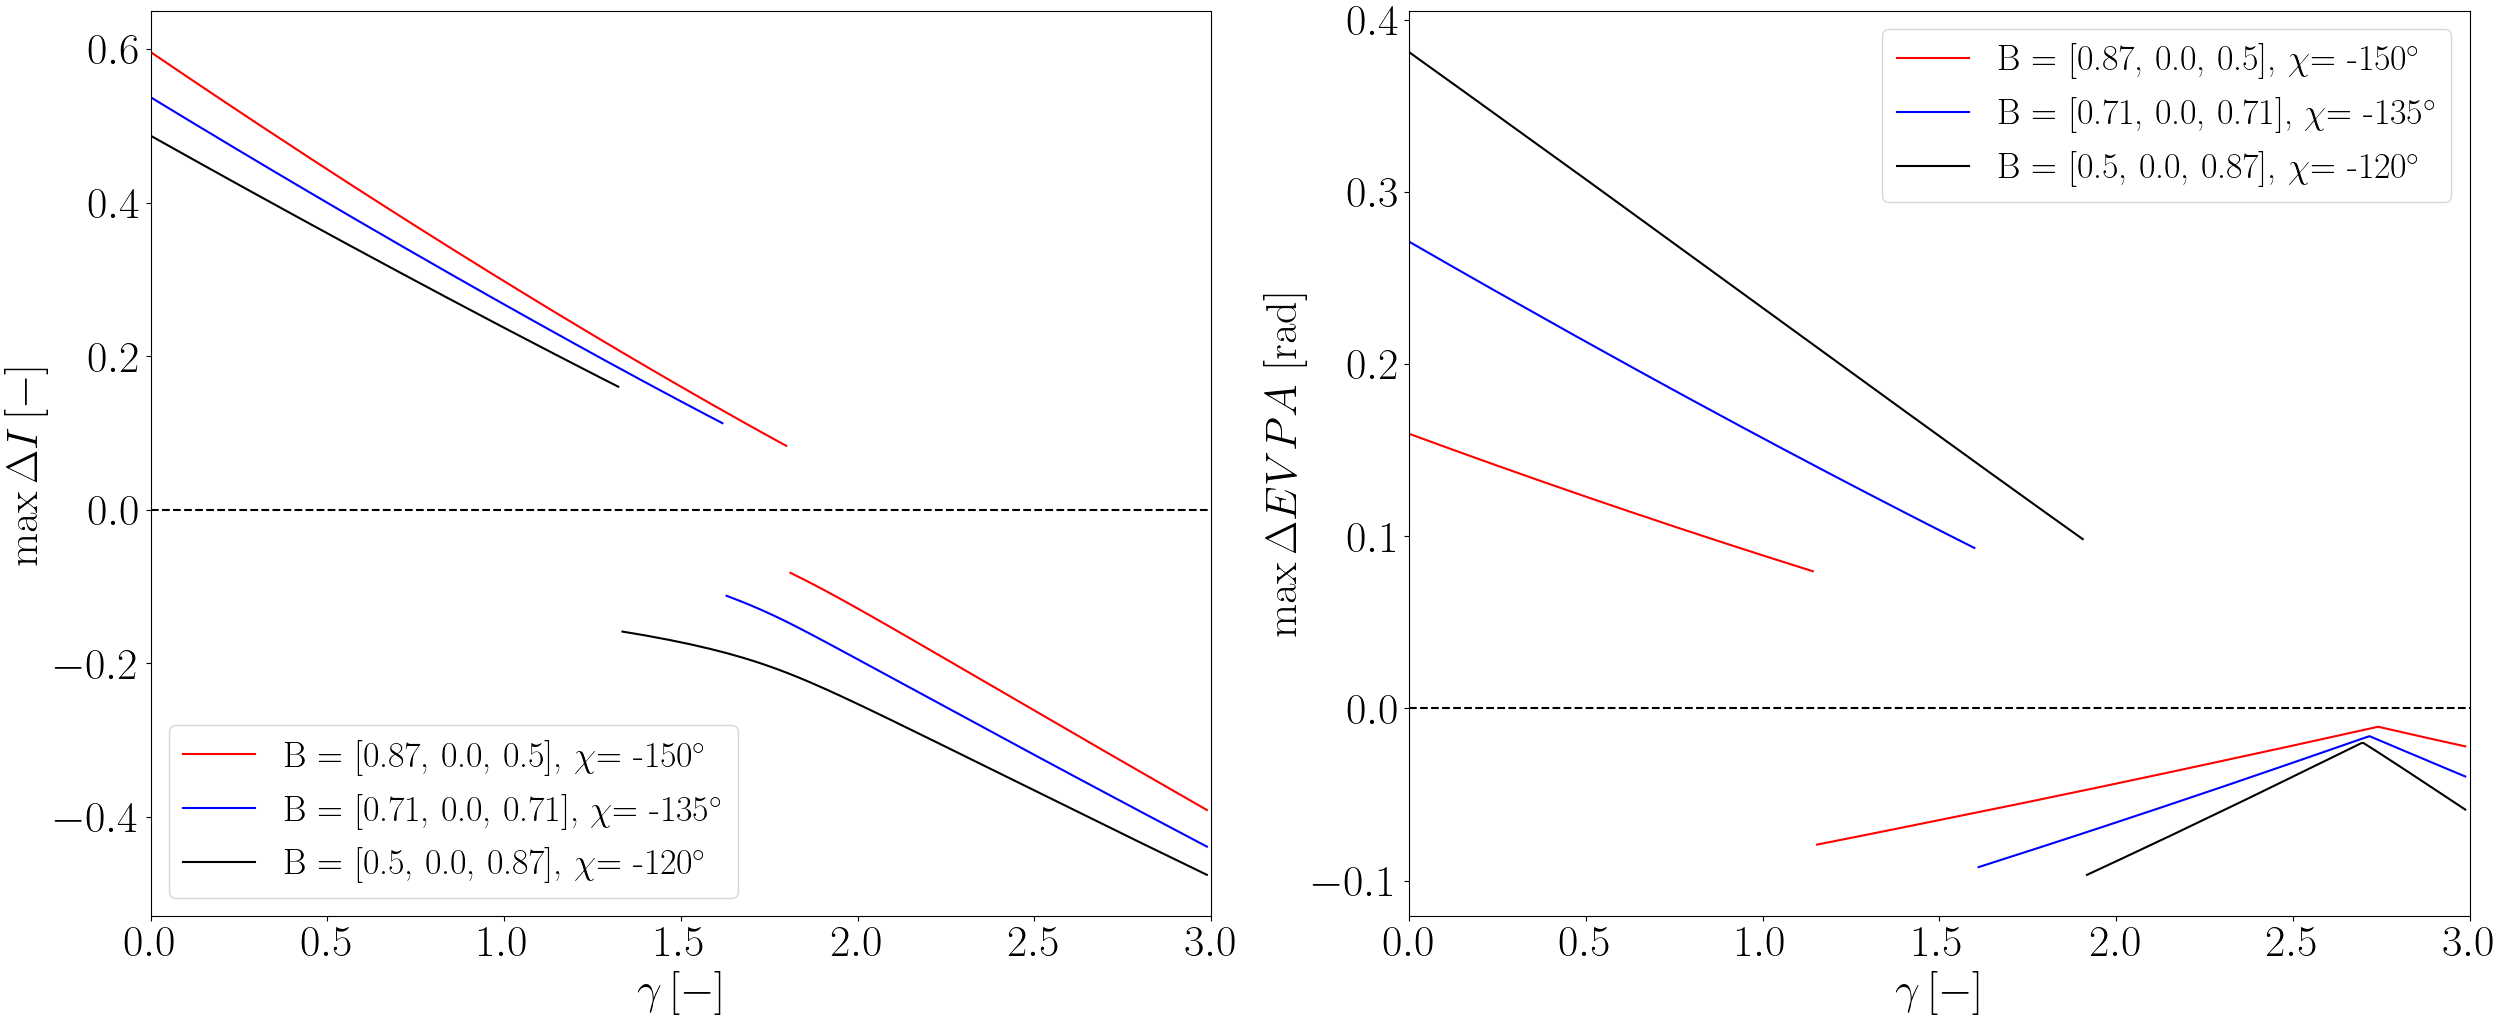 0.6
0.4
0.2
0.0
−0.2
−0.4
max ΔI [−]
B = [0.87, 0.0, 0.5], χ= -150°
B = [0.71, 0.0, 0.71], χ= -135°
B = [0.5, 0.0, 0.87], χ= -120°
0.0 0.5 1.0 1.5 2.0 2.5 3.0
γ [−]
0.4
0.3
0.2
0.1
0.0
−0.1
max ΔEVPA [rad]
B = [0.87, 0.0, 0.5], χ= -150°
B = [0.71, 0.0, 0.71], χ= -135°
B = [0.5, 0.0, 0.87], χ= -120°
0.0 0.5 1.0 1.5 2.0 2.5 3.0
γ [−]